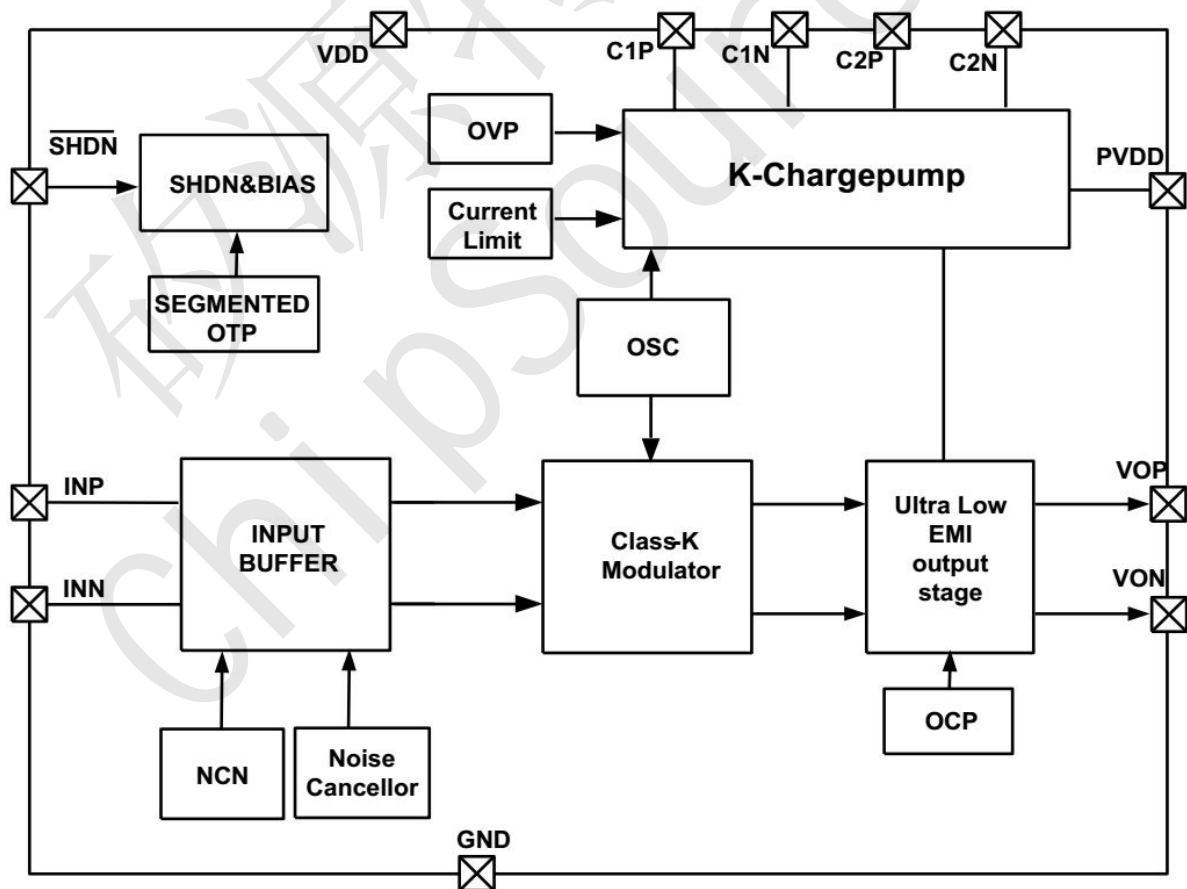 VDD
C1P
C1N
C2P
C2N
SHDN
SHDN&BIAS
OVP
K-Chargepump
PVDD
Current
Limit
SEGMENTED
OTP
OSC
INP
INN
INPUT
BUFFER
Class-K
Modulator
Ultra Low
EMI
output
stage
VOP
VON
NCN
Noise
Cancellor
OCP
GND